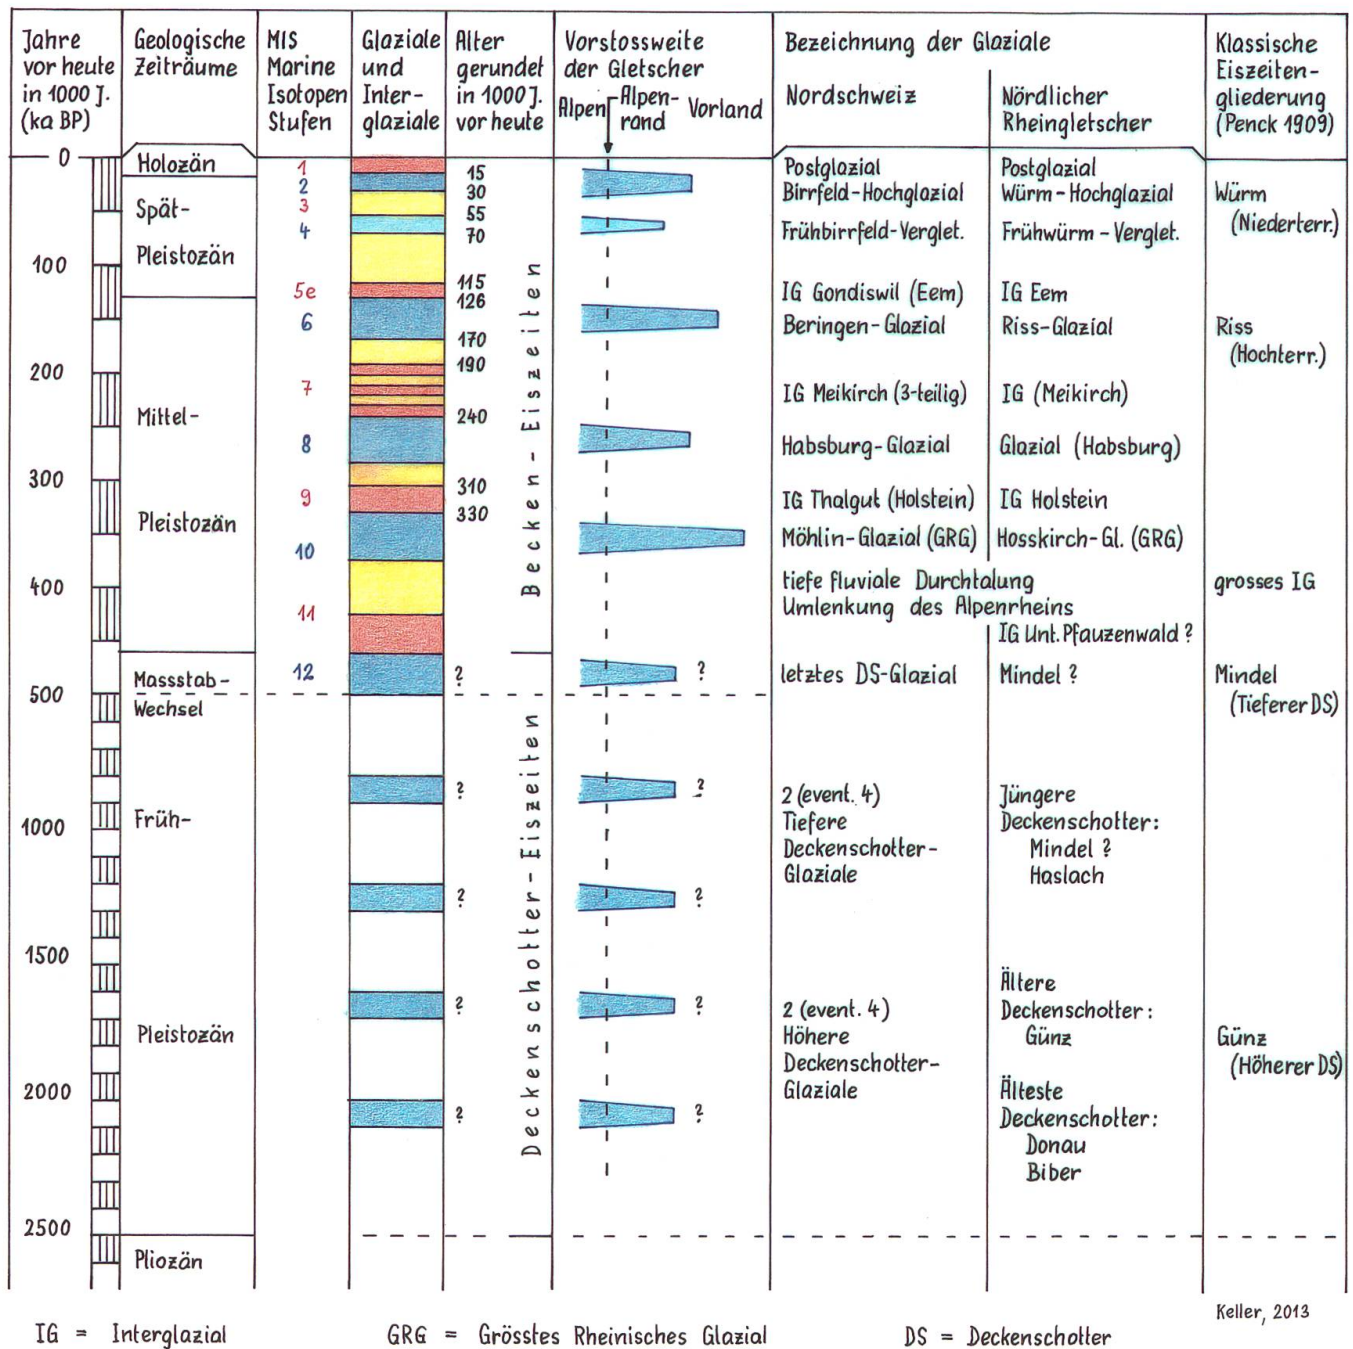 Jahre
vor heute
in 1000 J.
(ka BP)
Geologische
Zeiträume
MIS
Marine
Isotopen
Stufen
Glaziale
und
Inter-
glaziale
Alter
gerundet
in 1000 J.
vor heute
Vorstossweite
der Gletscher
Alpen
Alpen-
rand
Vorland
Bezeichnung der Glaziale
Nordschweiz
Nördlicher
Rheingletscher
Klassische
Eiszeiten-
gliederung
(Penck 1909)
0
100
200
300
400
500
1000
1500
2000
2500
Holozän
Spät-
Pleistozän
Mittel-
Pleistozän
Massstab-
Wechsel
Früh-
Pleistozän
Pliozän
1
2
3
4
5e
6
7
8
9
10
11
12
15
30
55
70
115
126
170
190
240
310
330
?
?
?
?
?
Becken-Eiszeiten
Deckenschotter-Eiszeiten
?
?
?
?
?
Postglazial
Birrfeld-Hochglazial
Frühbirrfeld-Verglet.
IG Gondiswil (Eem)
Beringen-Glazial
IG Meikirch (3-teilig)
Habsburg-Glazial
IG Thalgut (Holstein)
Möhlin-Glazial (GRG)
tiefe fluviale Durchtalung
Umlenkung des Alpenrheins
letztes DS-Glazial
2 (event. 4)
Tiefere
Deckenschotter-
Glaziale
2 (event. 4)
Höhere
Deckenschotter-
Glaziale
Postglazial
Würm-Hochglazial
Frühwürm-Verglet.
IG Eem
Riss-Glazial
IG (Meikirch)
Glazial (Habsburg)
IG Holstein
Hosskirch-Gl. (GRG)
IG Unt. Pfauzenwald ?
Mindel ?
Jüngere
Deckenschotter:
Mindel ?
Haslach
Ältere
Deckenschotter:
Günz
Älteste
Deckenschotter:
Donau
Biber
Würm
(Niederterr.)
Riss
(Hochterr.)
grosses IG
Mindel
(Tieferer DS)
Günz
(Höherer DS)
Keller, 2013
IG = Interglazial
GRG = Grösstes Rheinisches Glazial
DS = Deckenschotter